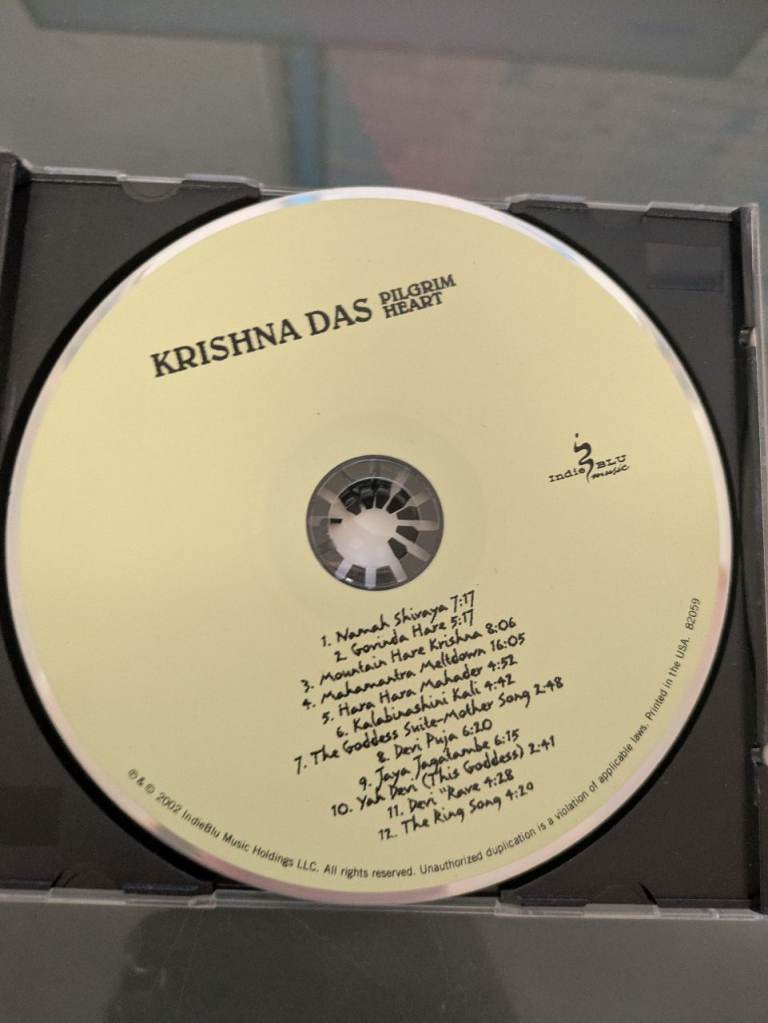 KRISHNA DAS PILGRIM
HEART
IndieBLU
music
1. Namah Shivaya 7:17
2. Govinda Hare 5:17
3. Mountain Hare Krishna 8:06
4. Mahamantra Meltdown 16:05
5. Hara Hara Mahader 4:52
6. Kalabinashini Kali 4:42
7. The Goddess Suite-Mother Song 2:48
8. Devi Puja 6:20
9. Jaya Jagatambe 6:15
10. Yah Devi (This Goddess) 2:41
11. Devi "Rave 4:28
12. The Ring Song 4:29
℗ & © 2002 IndieBlu Music Holdings LLC. All rights reserved. Unauthorized duplication is a violation of applicable laws. Printed in the USA. 82059